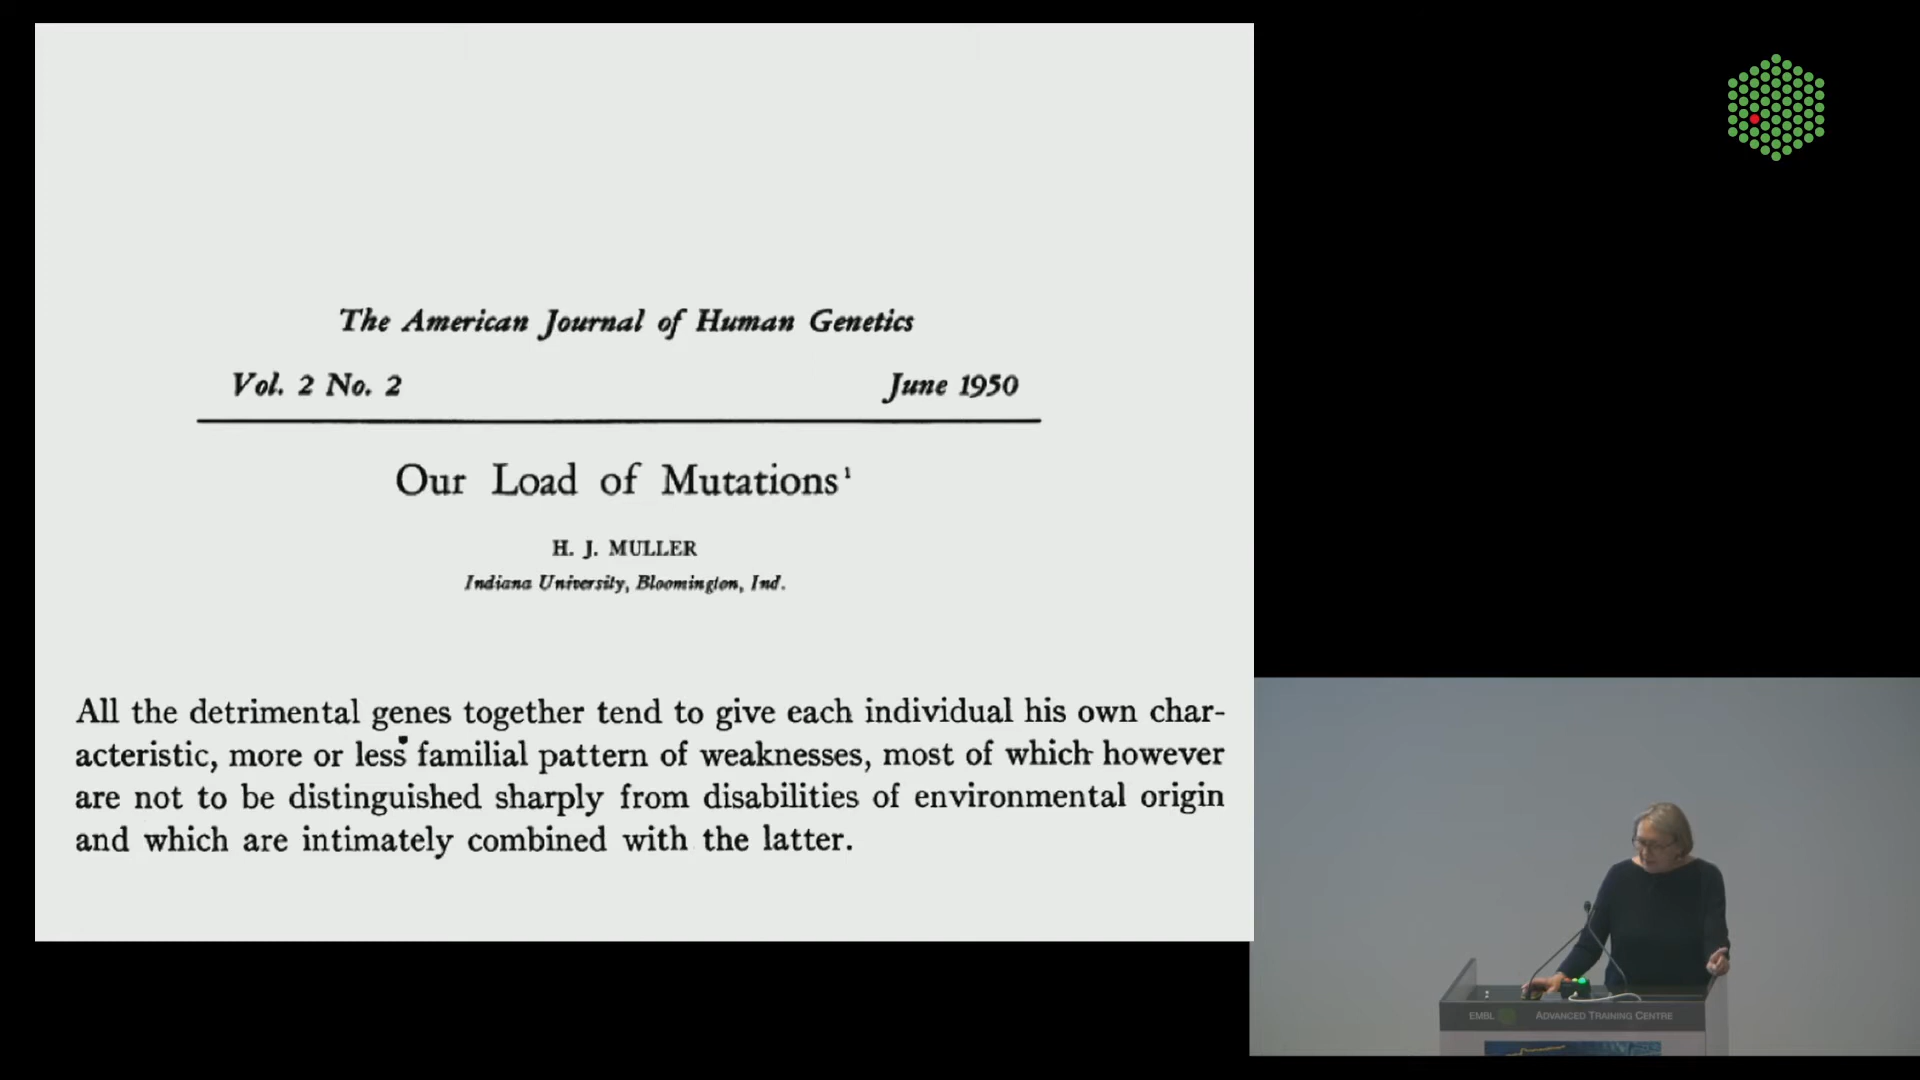 The American Journal of Human Genetics
Vol. 2 No. 2 June 1950
Our Load of Mutations¹
H. J. MULLER
Indiana University, Bloomington, Ind.
All the detrimental genes together tend to give each individual his own char-
acteristic, more or less familial pattern of weaknesses, most of which however
are not to be distinguished sharply from disabilities of environmental origin
and which are intimately combined with the latter.
EMBL ADVANCED TRAINING CENTRE